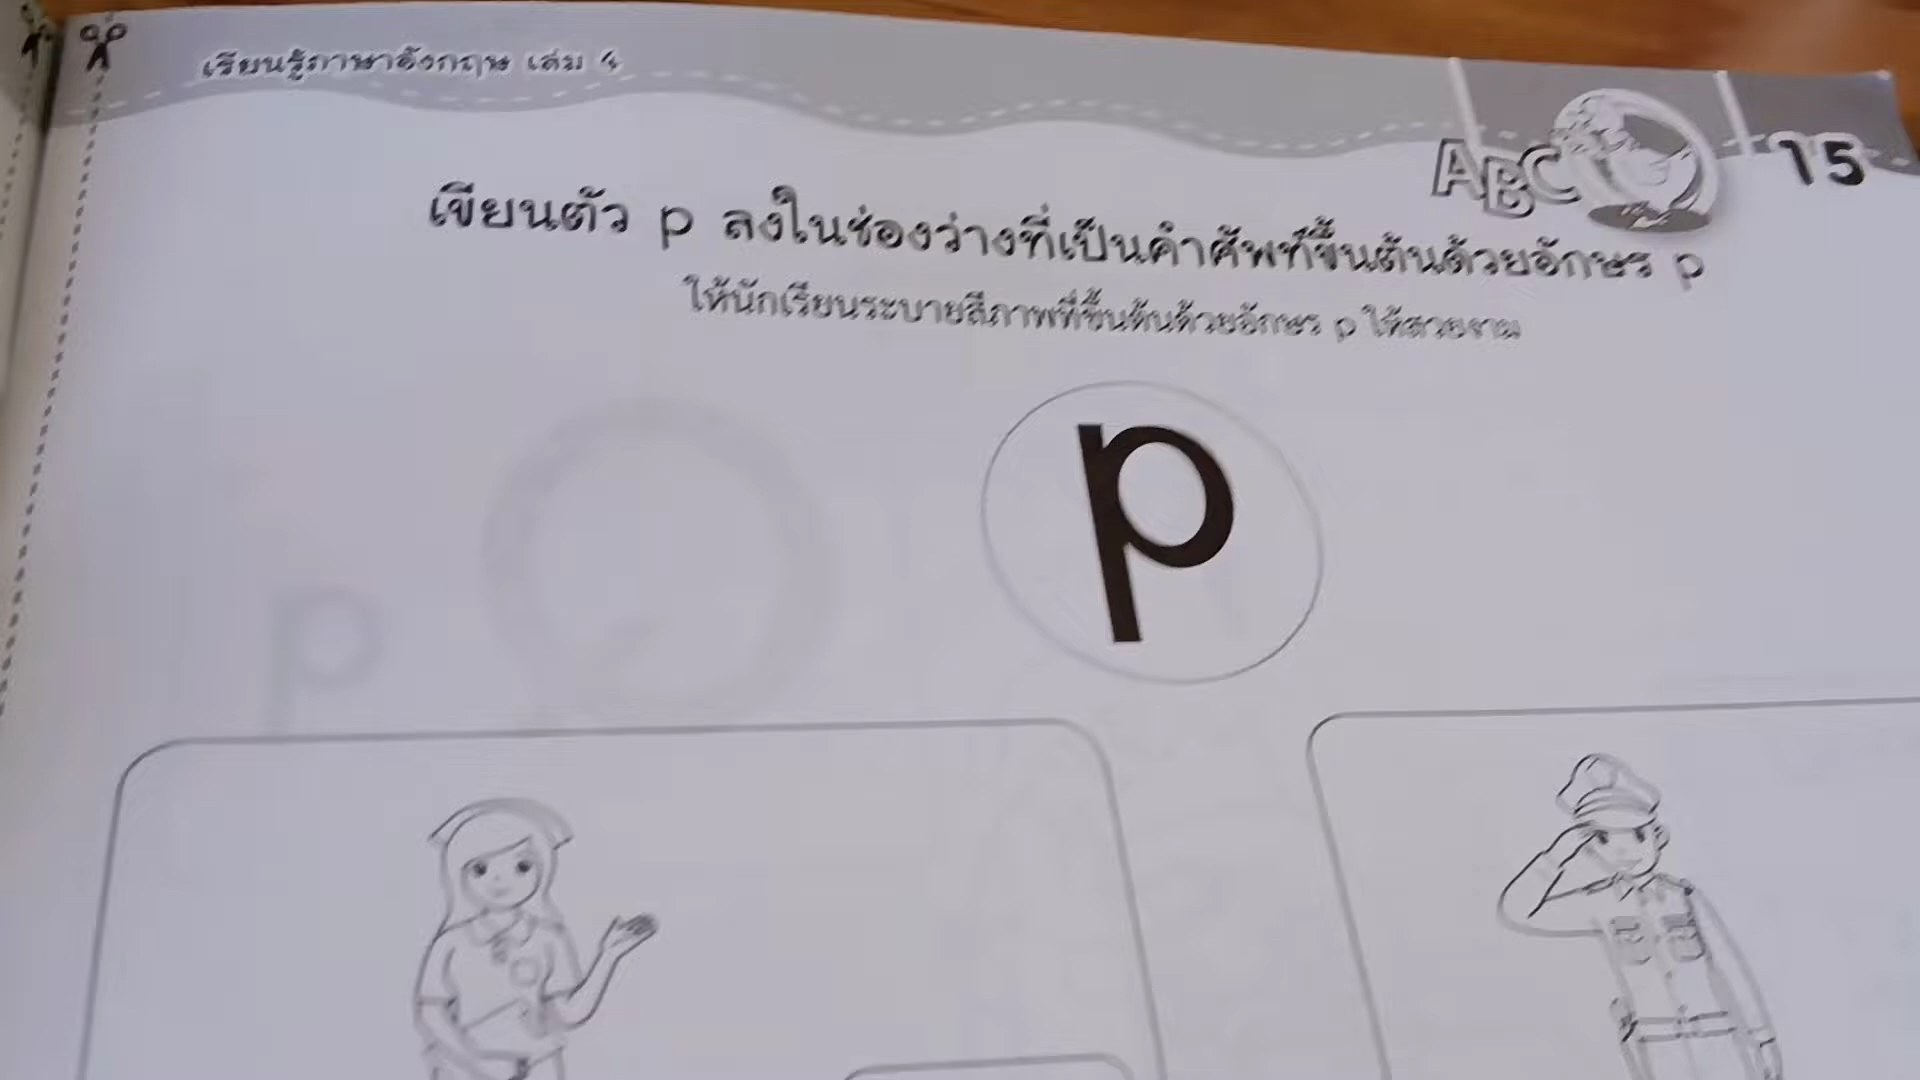 เรียนรู้ภาษาอังกฤษ เล่ม 4
ABC 15
เขียนตัว p ลงในช่องว่างที่เป็นคำศัพท์ขึ้นต้นด้วยอักษร p
ให้นักเรียนระบายสีภาพที่ขึ้นต้นด้วยอักษร p ให้สวยงาม
p
p